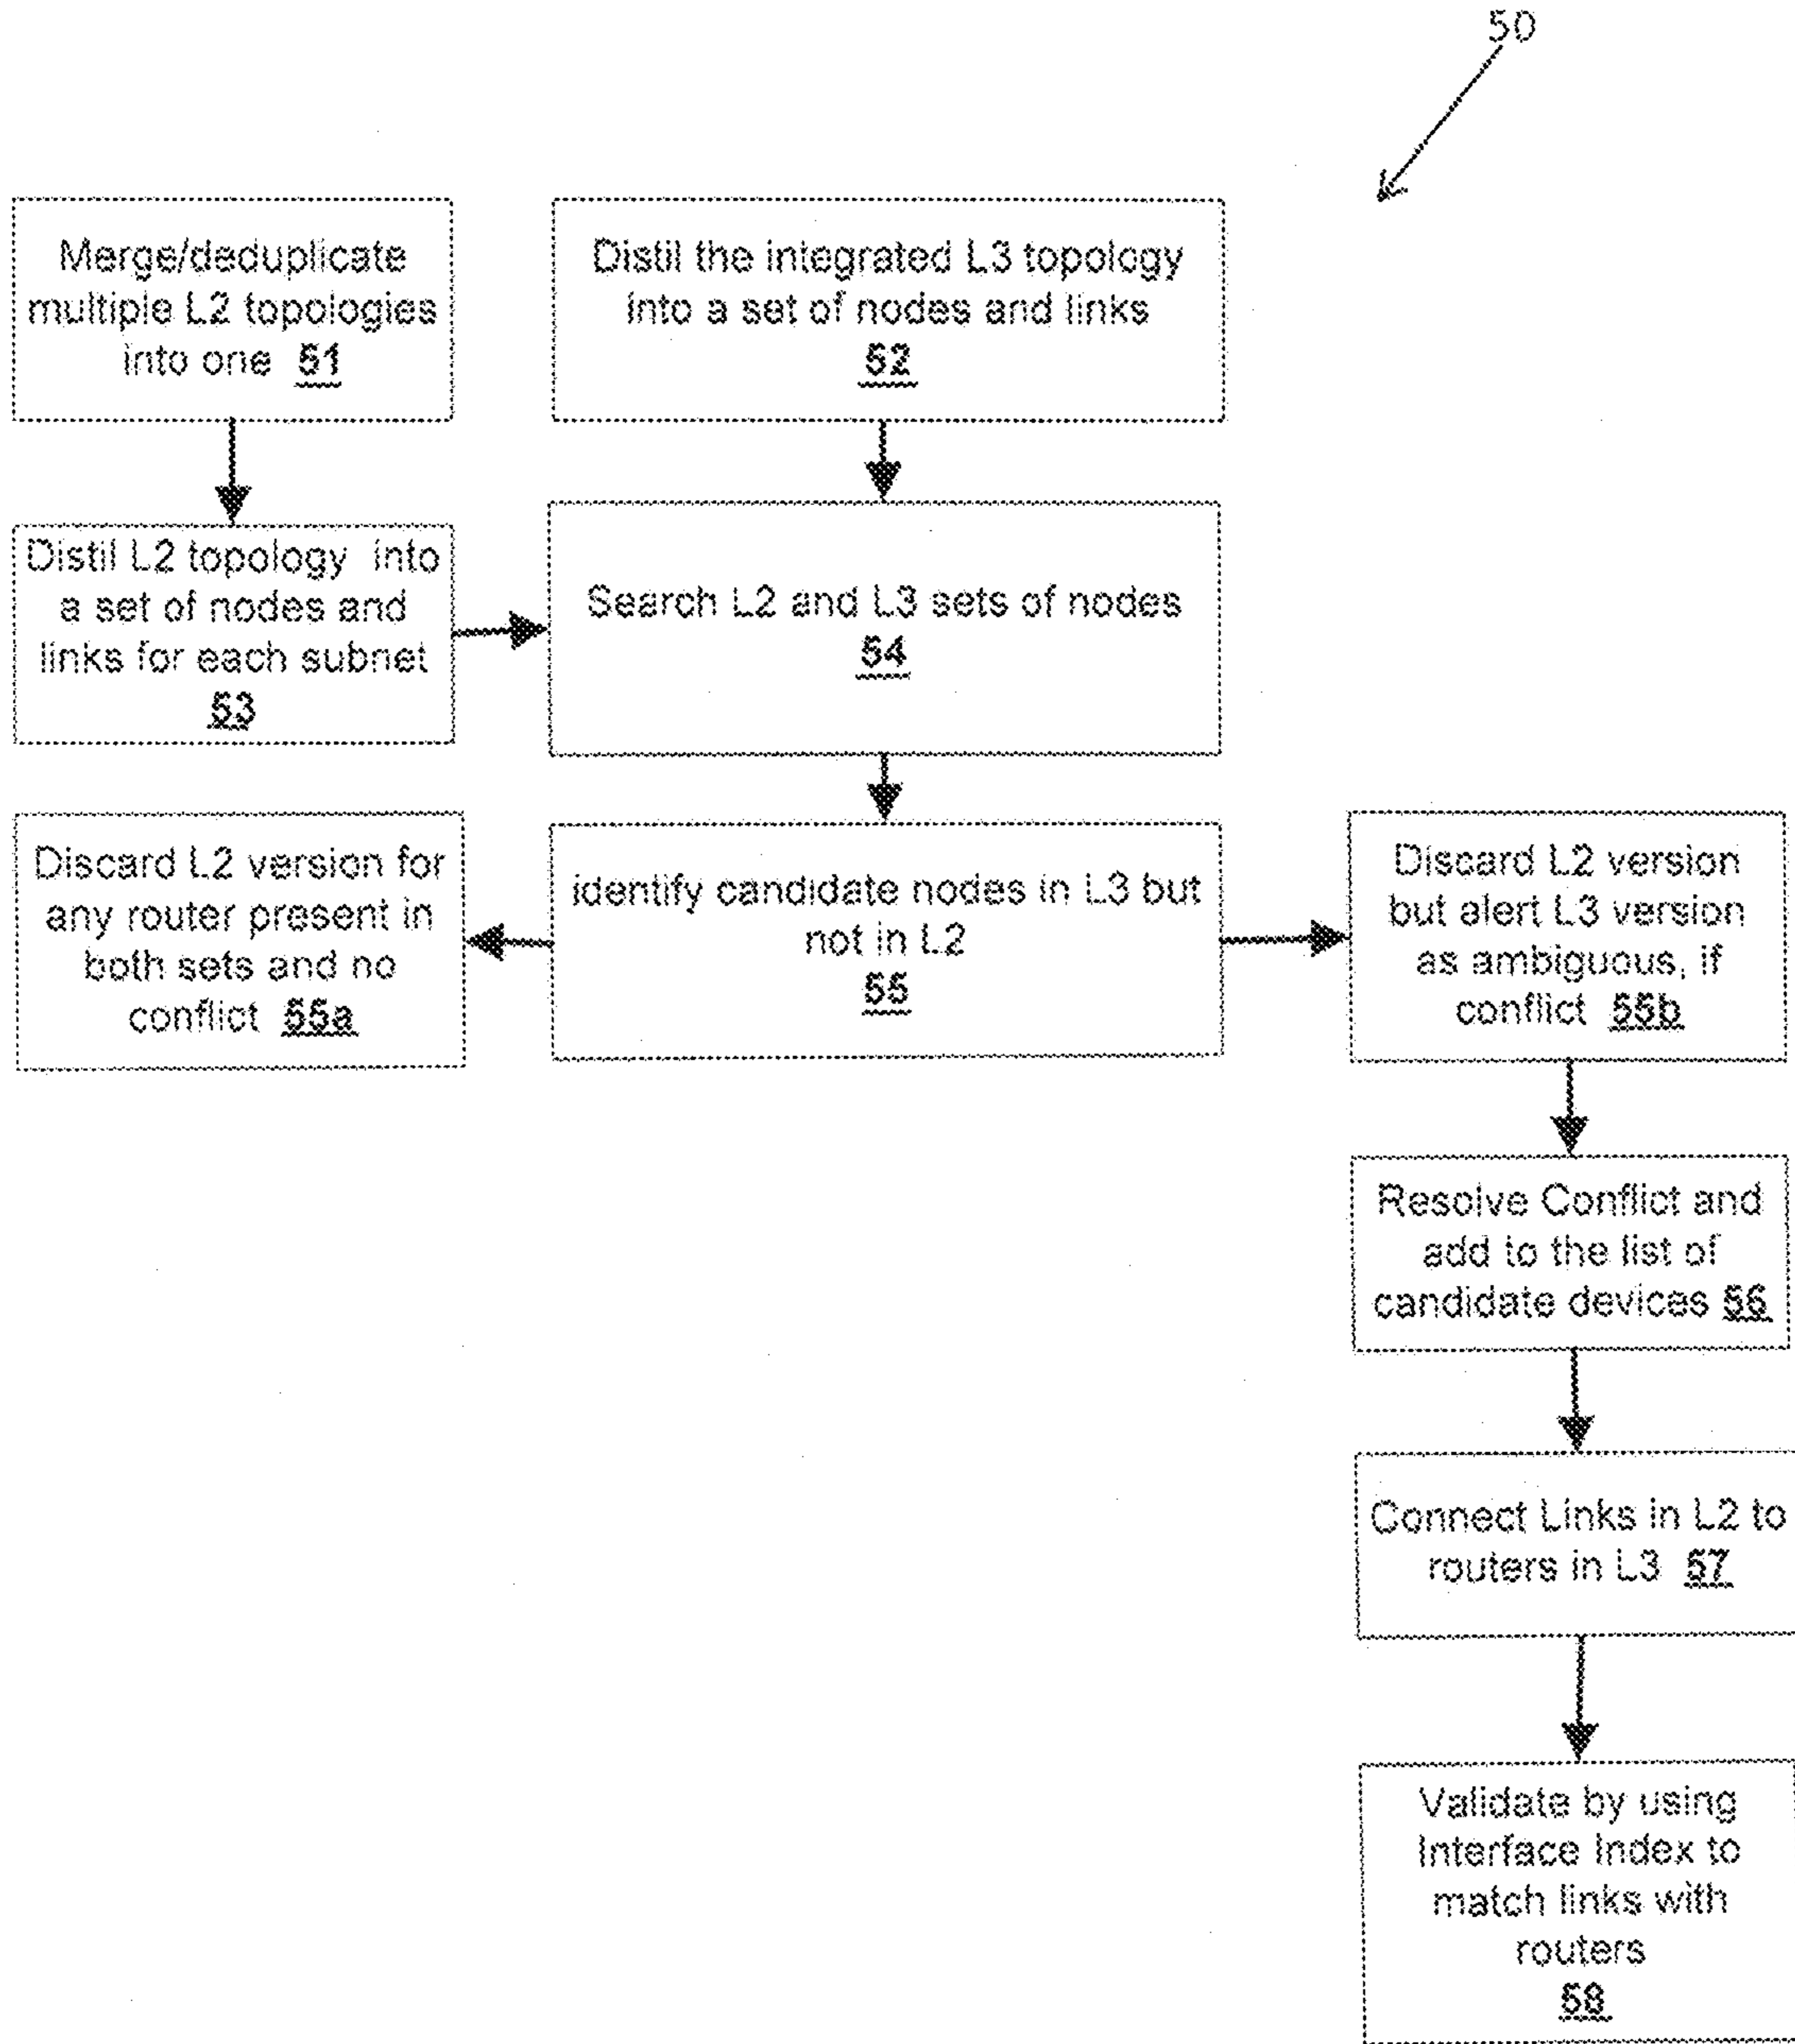 50
Merge/deduplicate
multiple L2 topologies
into one 51
Distil the integrated L3 topology
into a set of nodes and links
52
Distil L2 topology into
a set of nodes and
links for each subnet
53
Search L2 and L3 sets of nodes
54
Discard L2 version for
any router present in
both sets and no
conflict 55a
identify candidate nodes in L3 but
not in L2
55
Discard L2 version
but alert L3 version
as ambiguous, if
conflict 55b
Resolve Conflict and
add to the list of
candidate devices 56
Connect Links in L2 to
routers in L3 57
Validate by using
Interface Index to
match links with
routers
58